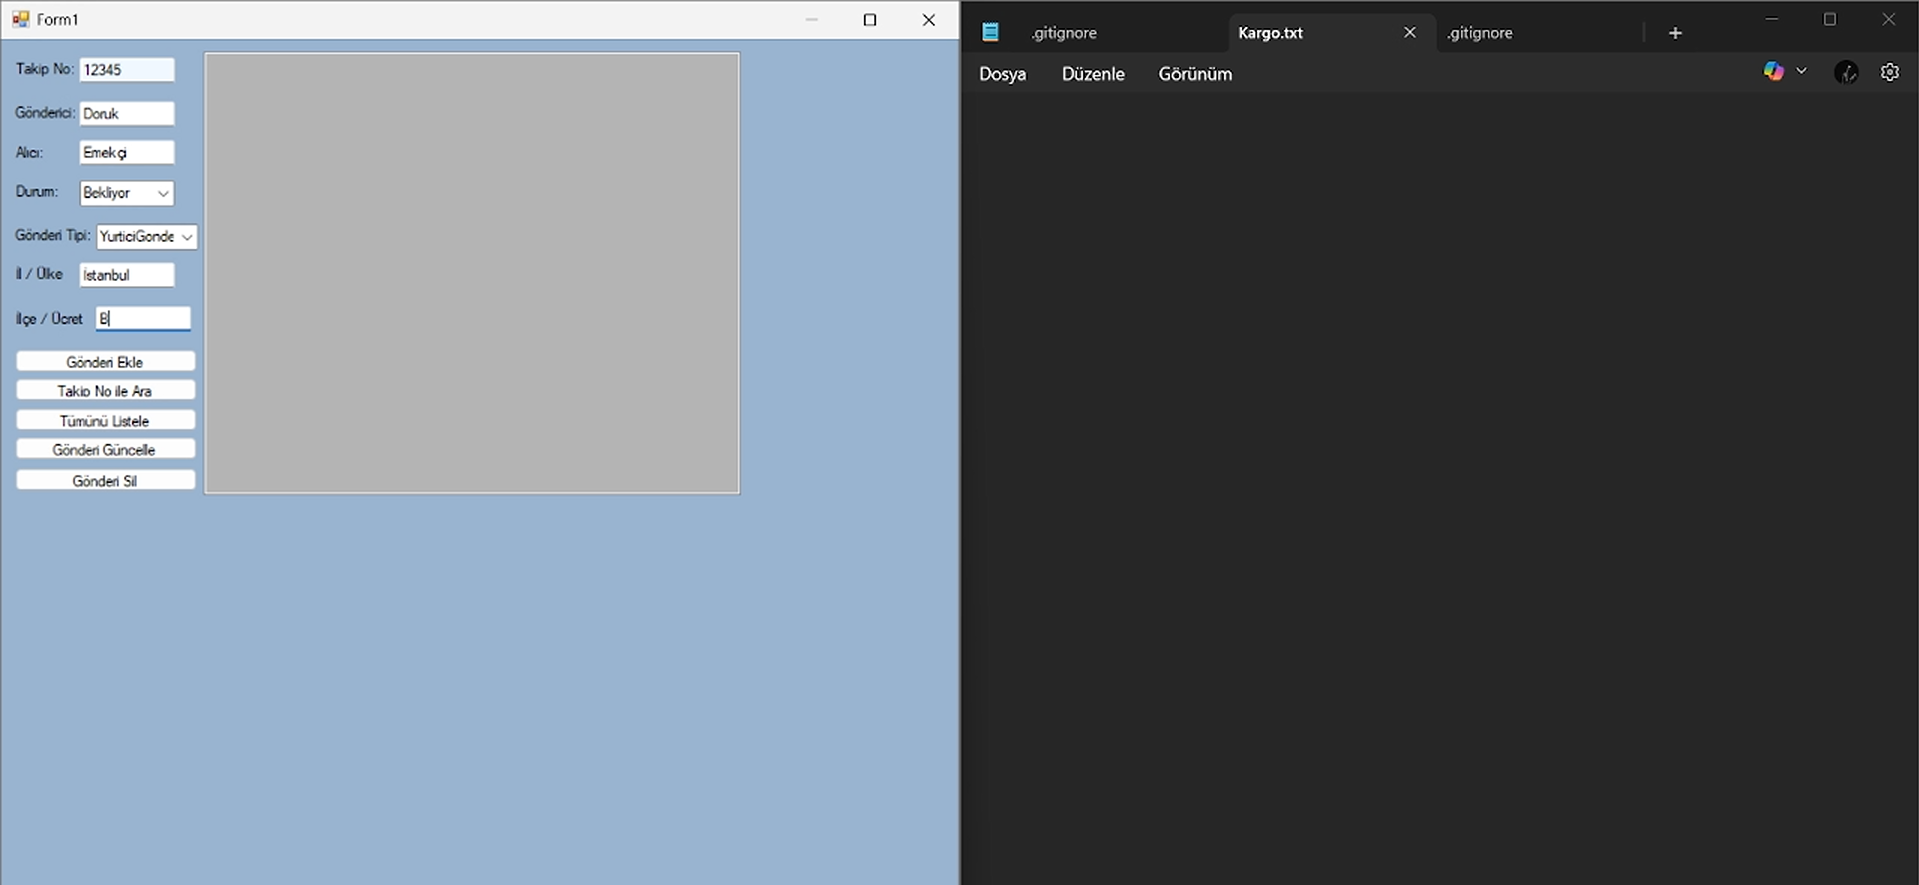 Form1
Takip No: 12345
Gönderici: Doruk
Alıcı: Emekçi
Durum: Bekliyor
Gönderi Tipi: YurticiGonde
İl / Ülke İstanbul
İlçe / Ücret B
Gönderi Ekle
Takip No ile Ara
Tümünü Listele
Gönderi Güncelle
Gönderi Sil
.gitignore Kargo.txt .gitignore
Dosya Düzenle Görünüm